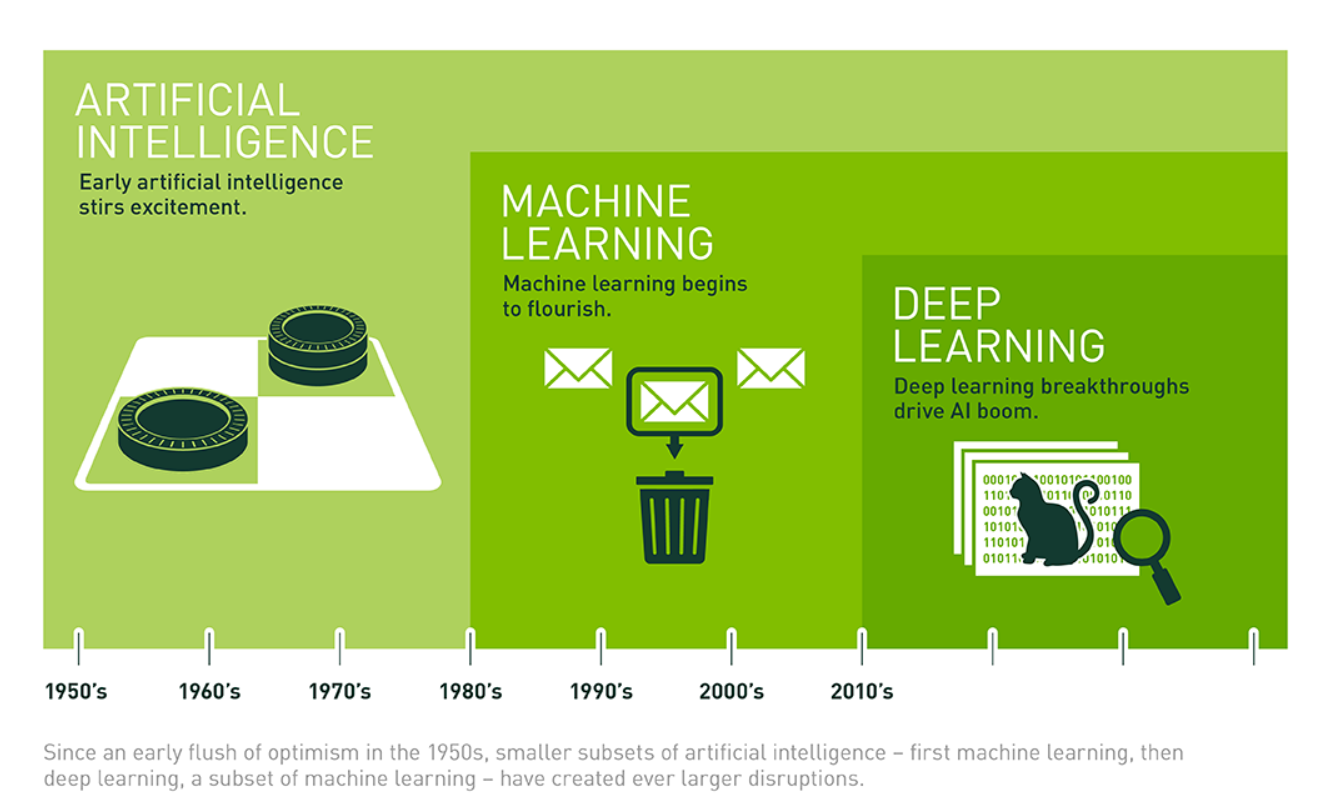 ARTIFICIAL
INTELLIGENCE
Early artificial intelligence
stirs excitement.
MACHINE
LEARNING
Machine learning begins
to flourish.
DEEP
LEARNING
Deep learning breakthroughs
drive AI boom.
1950’s 1960’s 1970’s 1980’s 1990’s 2000’s 2010’s
Since an early flush of optimism in the 1950s, smaller subsets of artificial intelligence – first machine learning, then
deep learning, a subset of machine learning – have created ever larger disruptions.